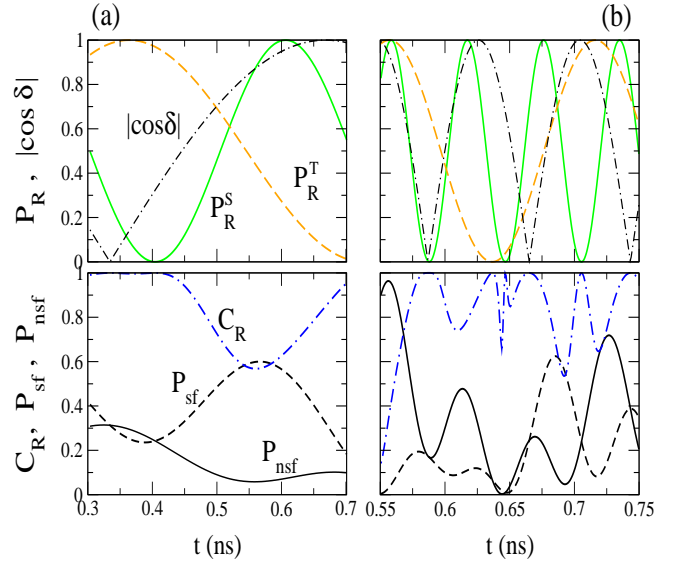 (a) (b)
P_R , |cos δ|
1
0.8
0.6
0.4
0.2
0
|cosδ|
P_R^S
P_R^T
C_R, P_sf , P_nsf
1
0.8
0.6
0.4
0.2
0
C_R
P_sf
P_nsf
0.3 0.4 0.5 0.6 0.7
0.55 0.6 0.65 0.7 0.75
t (ns) t (ns)